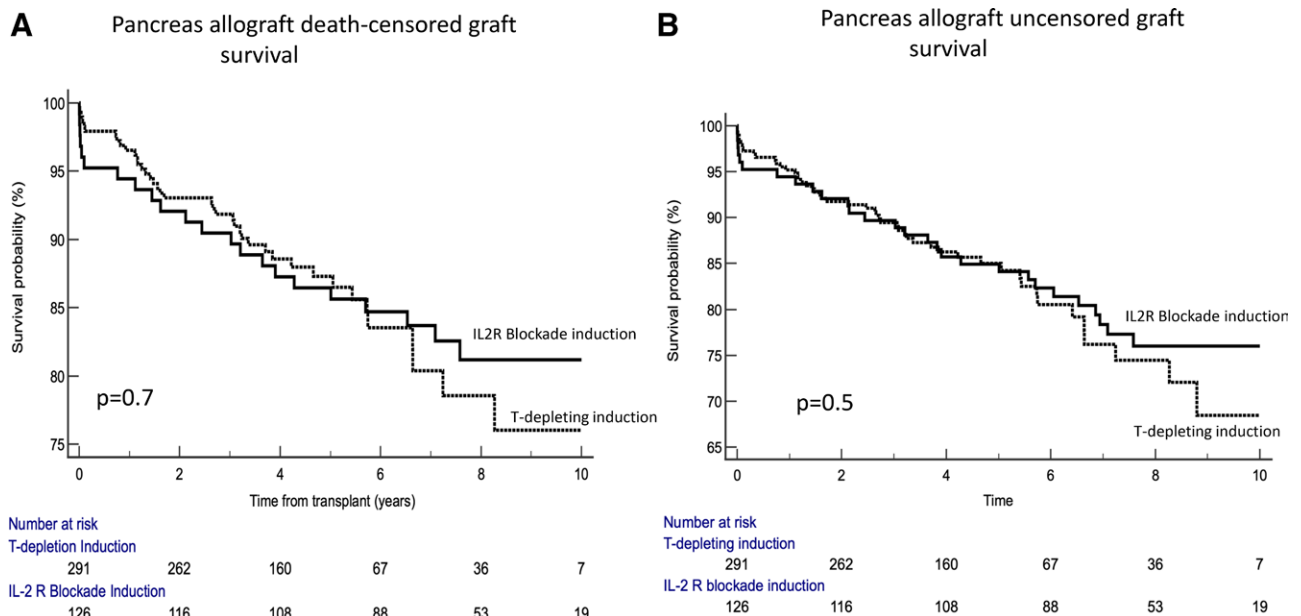 A
Pancreas allograft death-censored graft
survival
Survival probability (%)
100
95
90
85
80
75
IL2R Blockade induction
T-depleting induction
p=0.7
0 2 4 6 8 10
Time from transplant (years)
Number at risk
T-depletion Induction
291 262 160 67 36 7
IL-2 R Blockade Induction
126 116 108 88 53 19
B
Pancreas allograft uncensored graft
survival
Survival probability (%)
100
95
90
85
80
75
70
65
IL2R Blockade induction
p=0.5
T-depleting induction
0 2 4 6 8 10
Time
Number at risk
T-depleting induction
291 262 160 67 36 7
IL-2 R blockade induction
126 116 108 88 53 19